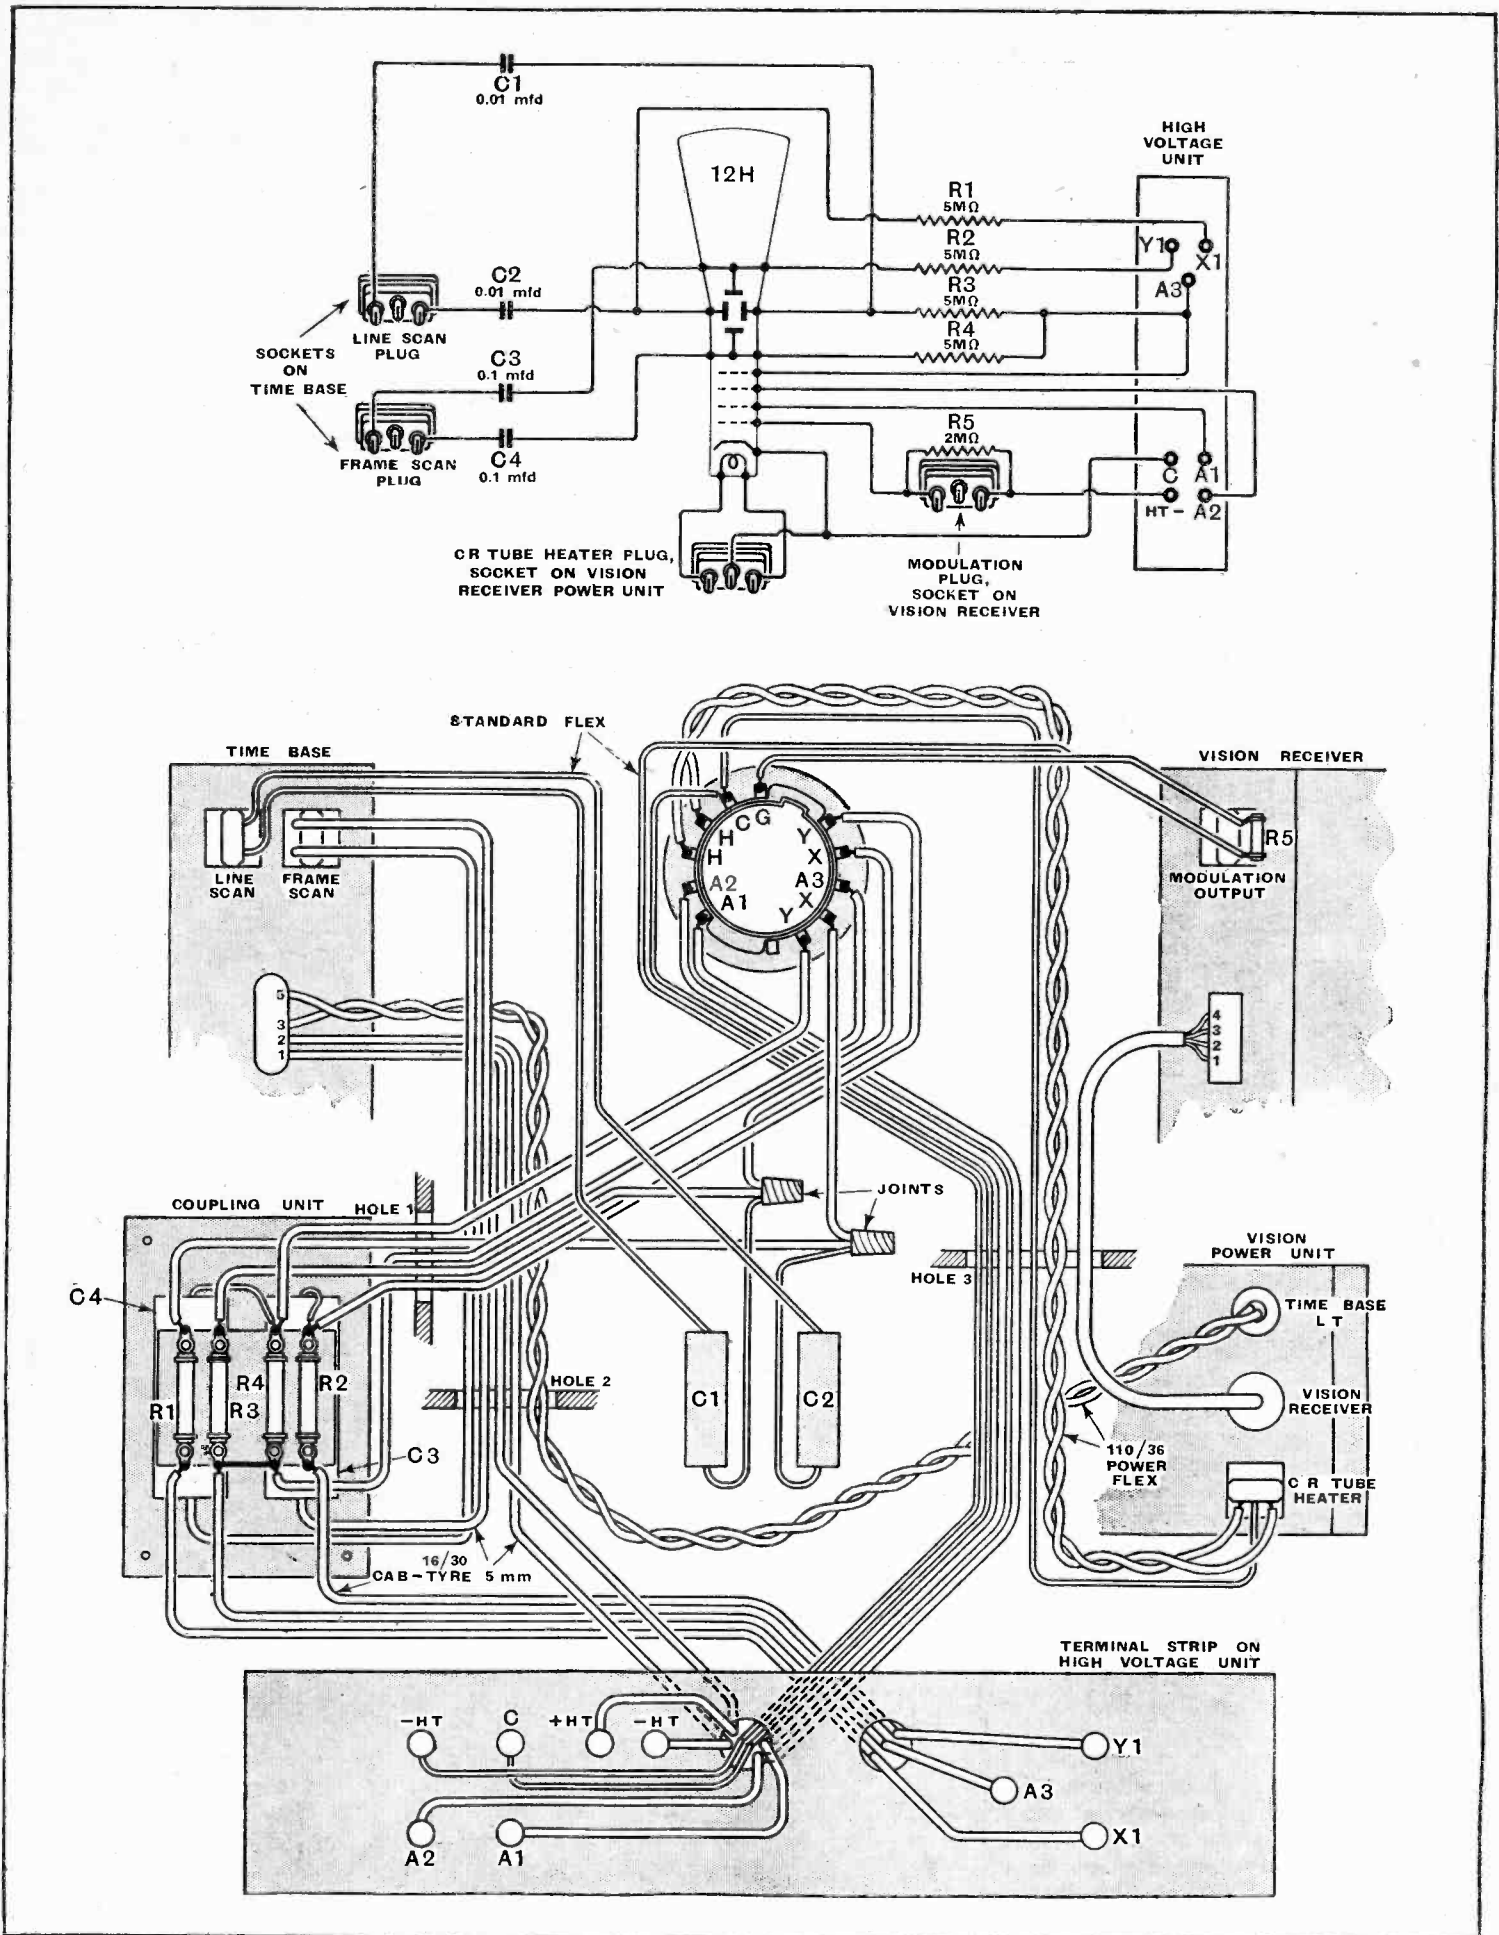 C1
0.01 mfd
12H
HIGH
VOLTAGE
UNIT
R1
5MΩ
R2
5MΩ
R3
5MΩ
R4
5MΩ
Y1
X1
A3
C2
0.01 mfd
LINE SCAN
PLUG
SOCKETS
ON
TIME BASE
C3
0.1 mfd
FRAME SCAN
PLUG
C4
0.1 mfd
R5
2MΩ
C A1
HT- A2
CR TUBE HEATER PLUG,
SOCKET ON VISION
RECEIVER POWER UNIT
MODULATION
PLUG,
SOCKET ON
VISION RECEIVER
STANDARD FLEX
TIME BASE
VISION RECEIVER
LINE
SCAN
FRAME
SCAN
C G
H
H
A2
A1
Y
X
A3
X
Y
R5
MODULATION
OUTPUT
5
3
2
1
4
3
2
1
COUPLING UNIT
HOLE 1
JOINTS
HOLE 3
VISION
POWER UNIT
C4
TIME BASE
LT
R1
R3
R4
R2
HOLE 2
C1
C2
VISION
RECEIVER
C3
110/36
POWER
FLEX
CR TUBE
HEATER
16/30
CAB-TYRE 5 mm
TERMINAL STRIP ON
HIGH VOLTAGE UNIT
-HT C +HT -HT
Y1
A3
X1
A2 A1